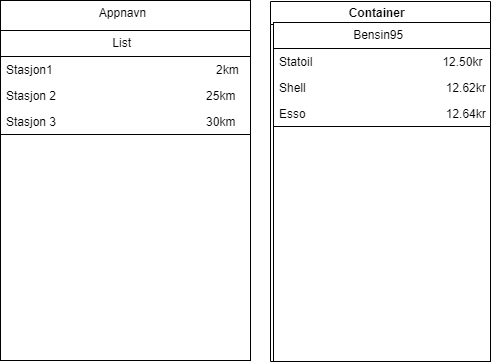 Appnavn
List
Stasjon1 2km
Stasjon 2 25km
Stasjon 3 30km
Container
Bensin95
Statoil 12.50kr
Shell 12.62kr
Esso 12.64kr